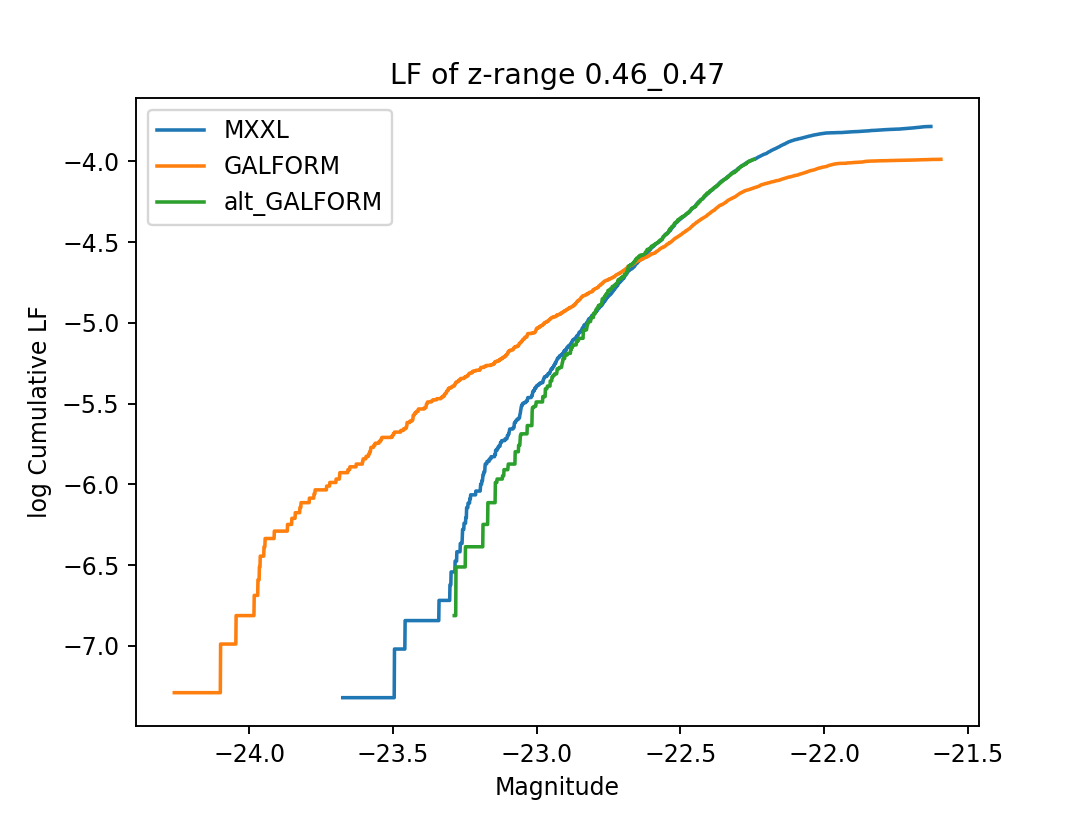 LF of z-range 0.46_0.47
MXXL
GALFORM
alt_GALFORM
log Cumulative LF
−4.0
−4.5
−5.0
−5.5
−6.0
−6.5
−7.0
−24.0 −23.5 −23.0 −22.5 −22.0 −21.5
Magnitude